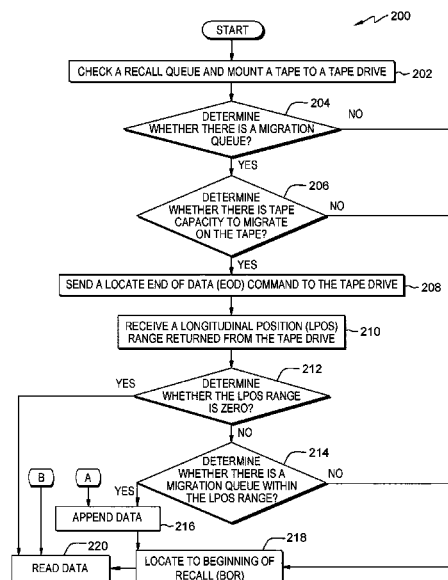 200
START
CHECK A RECALL QUEUE AND MOUNT A TAPE TO A TAPE DRIVE
202
204
DETERMINE
WHETHER THERE IS A MIGRATION
QUEUE?
NO
YES
206
DETERMINE
WHETHER THERE IS TAPE
CAPACITY TO MIGRATE
ON THE TAPE?
NO
YES
SEND A LOCATE END OF DATA (EOD) COMMAND TO THE TAPE DRIVE
208
RECEIVE A LONGITUDINAL POSITION (LPOS)
RANGE RETURNED FROM THE TAPE DRIVE
210
212
YES
DETERMINE
WHETHER THE LPOS RANGE
IS ZERO?
NO
214
DETERMINE
WHETHER THERE IS A
MIGRATION QUEUE WITHIN
THE LPOS RANGE?
NO
YES
B
A
APPEND DATA
216
218
220
READ DATA
LOCATE TO BEGINNING OF
RECALL (BOR)